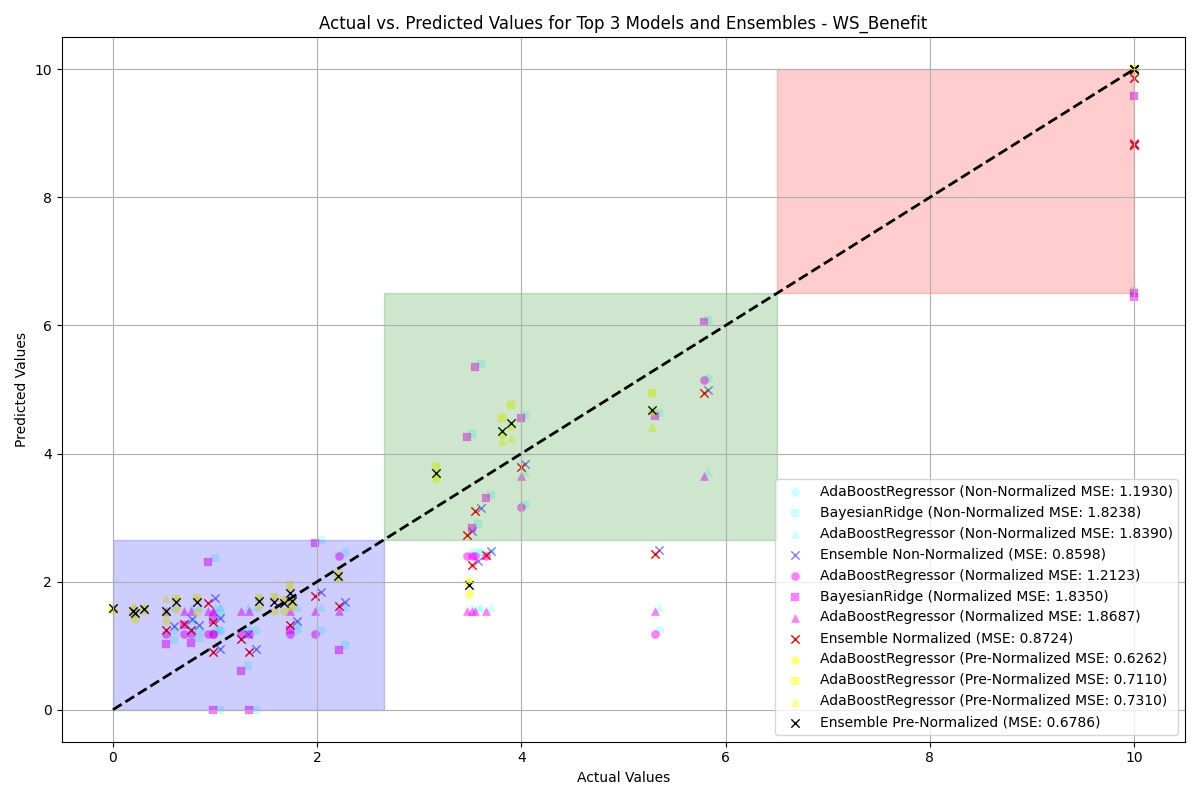 Actual vs. Predicted Values for Top 3 Models and Ensembles - WS_Benefit
Predicted Values
10
8
6
4
2
0
0 2 4 6 8 10
Actual Values
AdaBoostRegressor (Non-Normalized MSE: 1.1930)
BayesianRidge (Non-Normalized MSE: 1.8238)
AdaBoostRegressor (Non-Normalized MSE: 1.8390)
Ensemble Non-Normalized (MSE: 0.8598)
AdaBoostRegressor (Normalized MSE: 1.2123)
BayesianRidge (Normalized MSE: 1.8350)
AdaBoostRegressor (Normalized MSE: 1.8687)
Ensemble Normalized (MSE: 0.8724)
AdaBoostRegressor (Pre-Normalized MSE: 0.6262)
AdaBoostRegressor (Pre-Normalized MSE: 0.7110)
AdaBoostRegressor (Pre-Normalized MSE: 0.7310)
Ensemble Pre-Normalized (MSE: 0.6786)